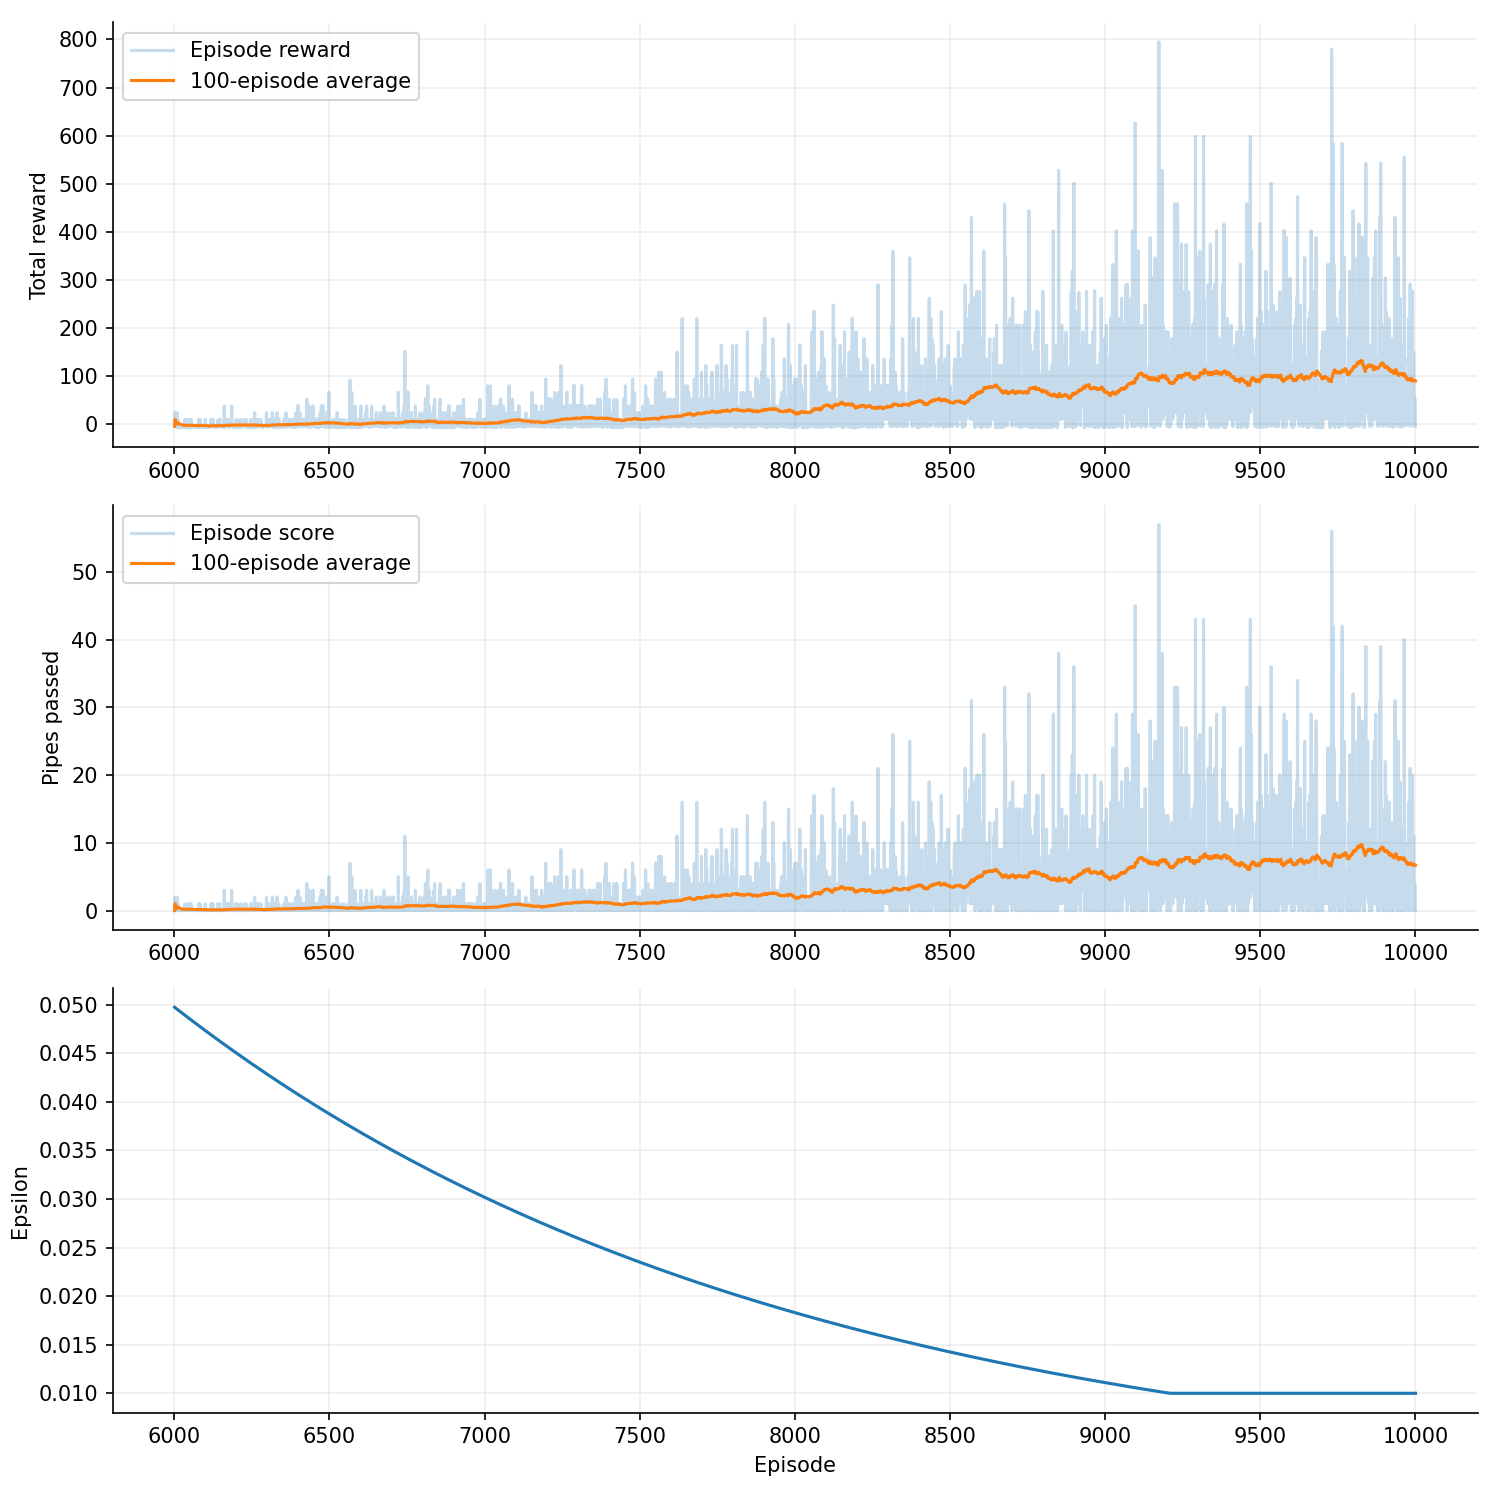 Episode reward
100-episode average
Total reward
800
700
600
500
400
300
200
100
0
6000 6500 7000 7500 8000 8500 9000 9500 10000
Episode score
100-episode average
Pipes passed
50
40
30
20
10
0
6000 6500 7000 7500 8000 8500 9000 9500 10000
Epsilon
0.050
0.045
0.040
0.035
0.030
0.025
0.020
0.015
0.010
6000 6500 7000 7500 8000 8500 9000 9500 10000
Episode